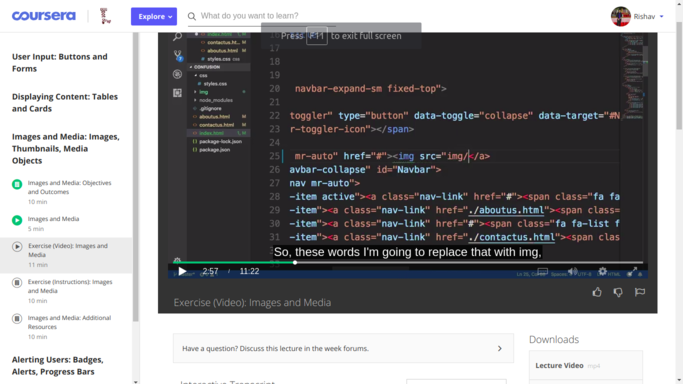 coursera
Explore
What do you want to learn?
Rishav
Press F11 to exit full screen
User Input: Buttons and
Forms
Displaying Content: Tables
and Cards
Images and Media: Images,
Thumbnails, Media
Objects
Images and Media: Objectives
and Outcomes
10 min
Images and Media
5 min
Exercise (Video): Images and
Media
11 min
Exercise (Instructions): Images
and Media
10 min
Images and Media: Additional
Resources
10 min
Alerting Users: Badges,
Alerts, Progress Bars
index.html 1, M
contactus.ht... M
aboutus.html M
styles.css css
CONFUSION
css
styles.css
img
node_modules
.gitignore
aboutus.html M
contactus.html M
index.html 1, M
package-lock.json
package.json
16
17
18
19
20 navbar-expand-sm fixed-top">
21
22 toggler" type="button" data-toggle="collapse" data-target="#N
23 r-toggler-icon"></span>
24
25 mr-auto" href="#"><img src="img/</a>
26 avbar-collapse" id="Navbar">
27 nav mr-auto">
28 -item active"><a class="nav-link" href="#"><span class="fa fa
29 -item"><a class="nav-link" href="./aboutus.html"><span class=
30 -item"><a class="nav-link" href="#"><span class="fa fa-list f
31 -item"><a class="nav-link" href="./contactus.html"><span clas
So, these words I'm going to replace that with img,
2:57 / 11:22
Exercise (Video): Images and Media
Have a question? Discuss this lecture in the week forums.
Interactive Transcript
Downloads
Lecture Video mp4